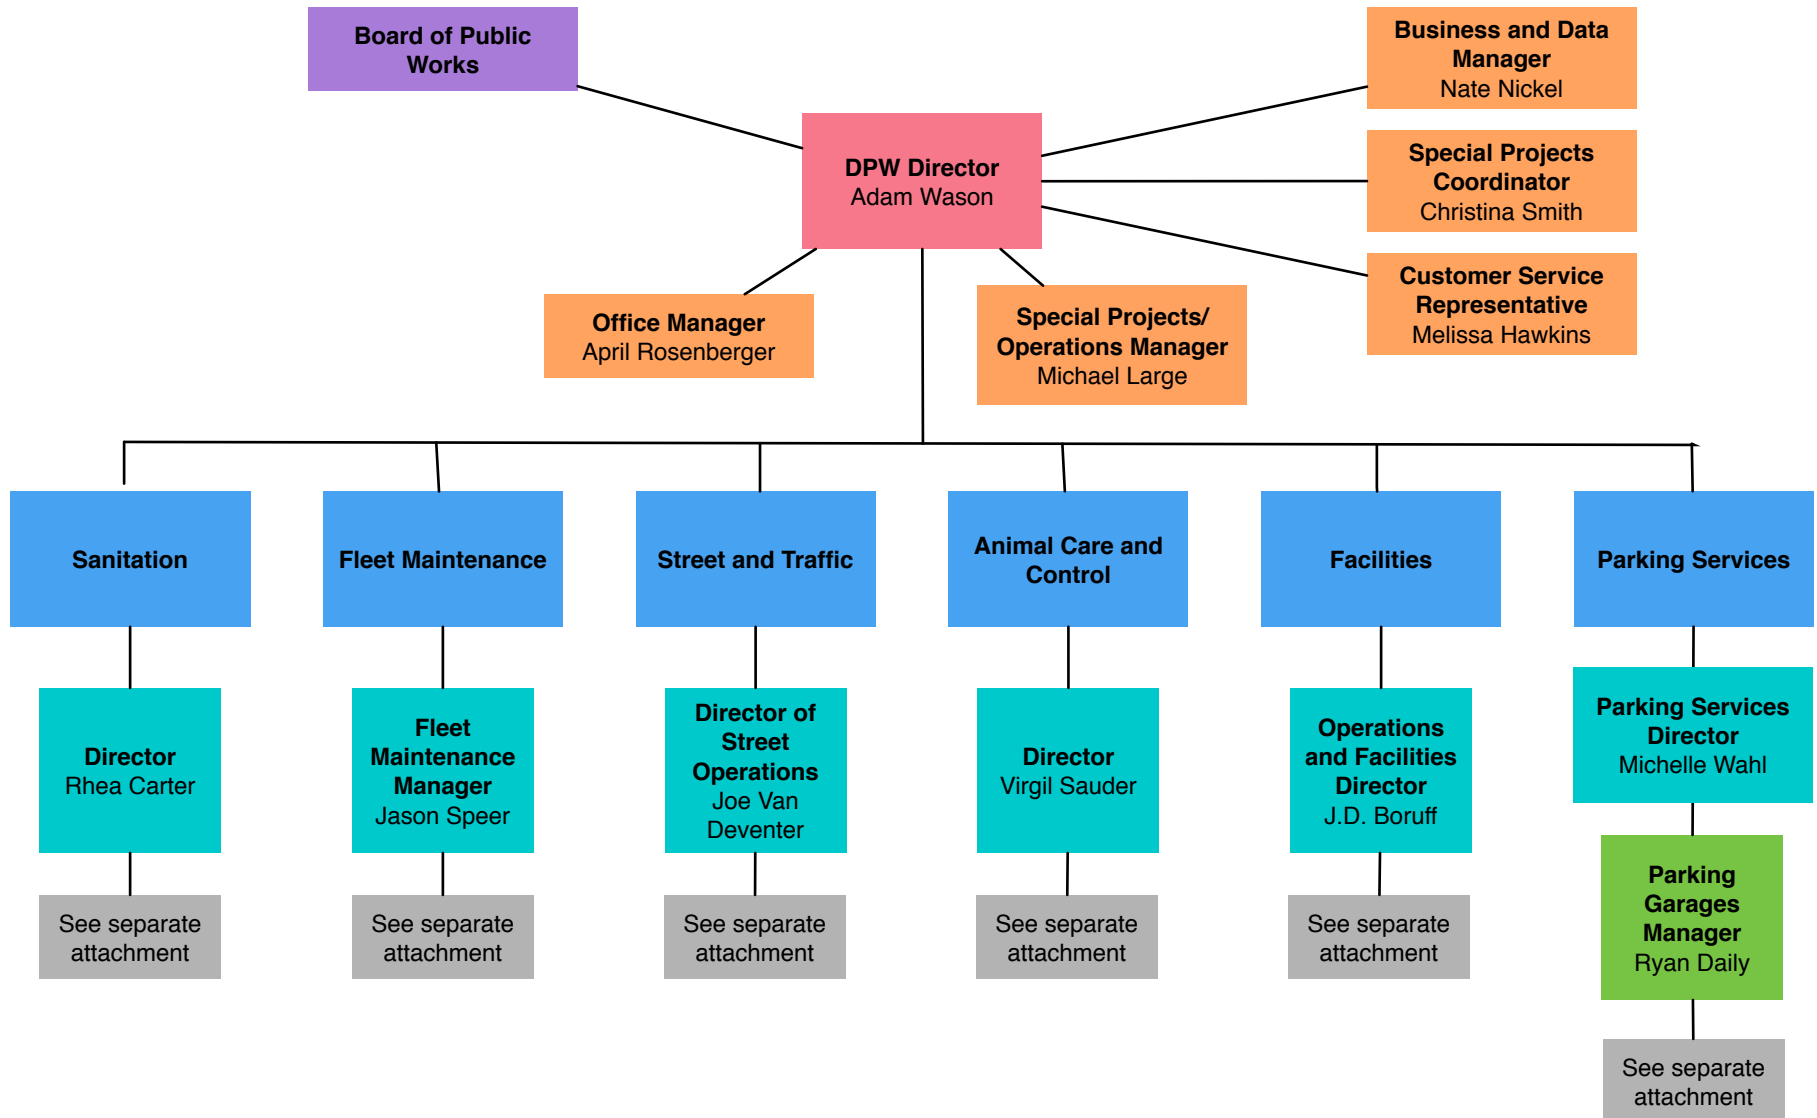 Board of Public
Works
Business and Data
Manager
Nate Nickel
DPW Director
Adam Wason
Special Projects
Coordinator
Christina Smith
Customer Service
Representative
Melissa Hawkins
Office Manager
April Rosenberger
Special Projects/
Operations Manager
Michael Large
Sanitation
Fleet Maintenance
Street and Traffic
Animal Care and
Control
Facilities
Parking Services
Director
Rhea Carter
Fleet
Maintenance
Manager
Jason Speer
Director of
Street
Operations
Joe Van
Deventer
Director
Virgil Sauder
Operations
and Facilities
Director
J.D. Boruff
Parking Services
Director
Michelle Wahl
Parking
Garages
Manager
Ryan Daily
See separate
attachment
See separate
attachment
See separate
attachment
See separate
attachment
See separate
attachment
See separate
attachment